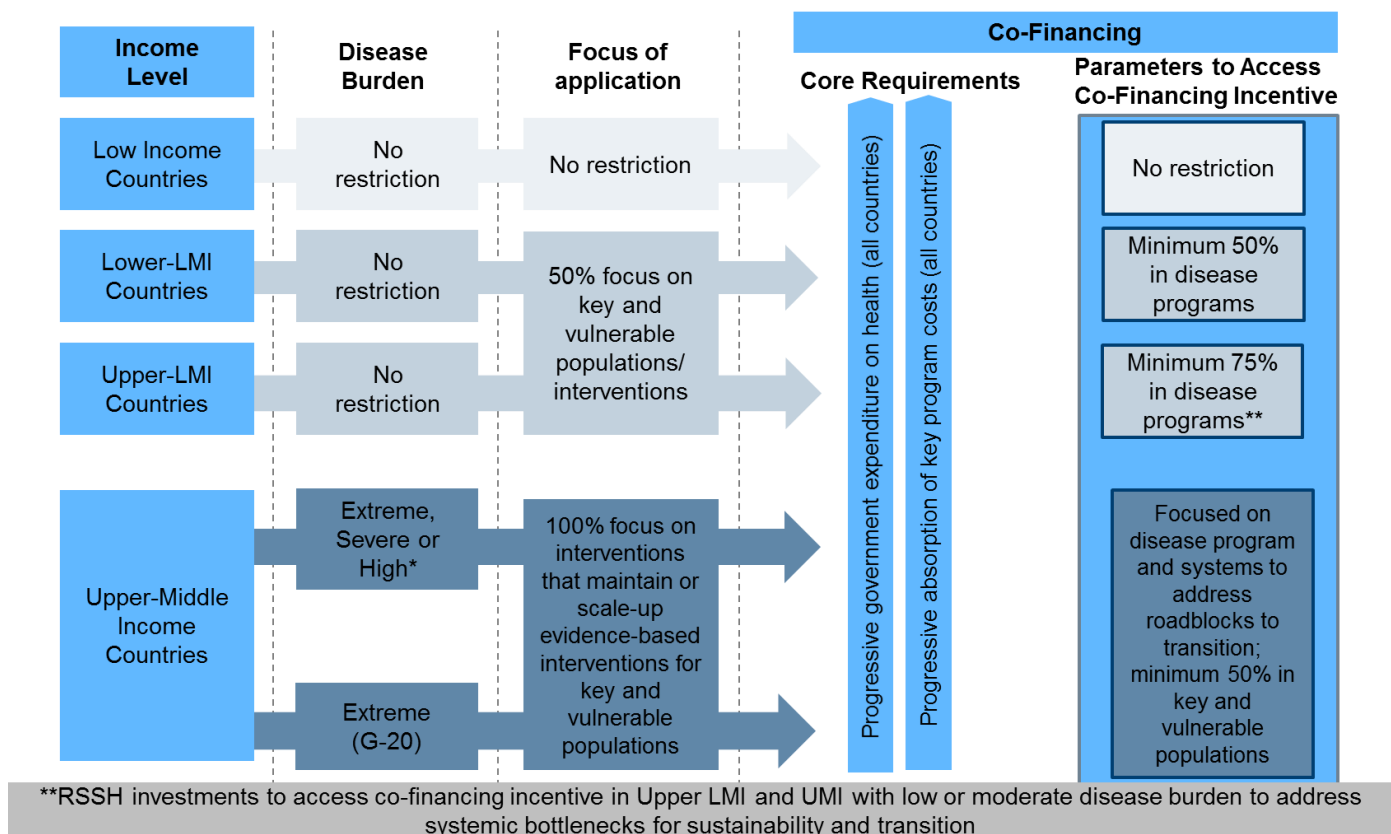 Income
Level
Disease
Burden
Focus of
application
Co-Financing
Core Requirements
Parameters to Access
Co-Financing Incentive
Low Income
Countries
No
restriction
No restriction
No restriction
Lower-LMI
Countries
No
restriction
50% focus on
key and
vulnerable
populations/
interventions
Minimum 50%
in disease
programs
Upper-LMI
Countries
No
restriction
Minimum 75%
in disease
programs**
Progressive government expenditure on health (all countries)
Progressive absorption of key program costs (all countries)
Upper-Middle
Income
Countries
Extreme,
Severe or
High*
Extreme
(G-20)
100% focus on
interventions
that maintain or
scale-up
evidence-based
interventions for
key and
vulnerable
populations
Focused on
disease program
and systems to
address
roadblocks to
transition;
minimum 50% in
key and
vulnerable
populations
**RSSH investments to access co-financing incentive in Upper LMI and UMI with low or moderate disease burden to address
systemic bottlenecks for sustainability and transition